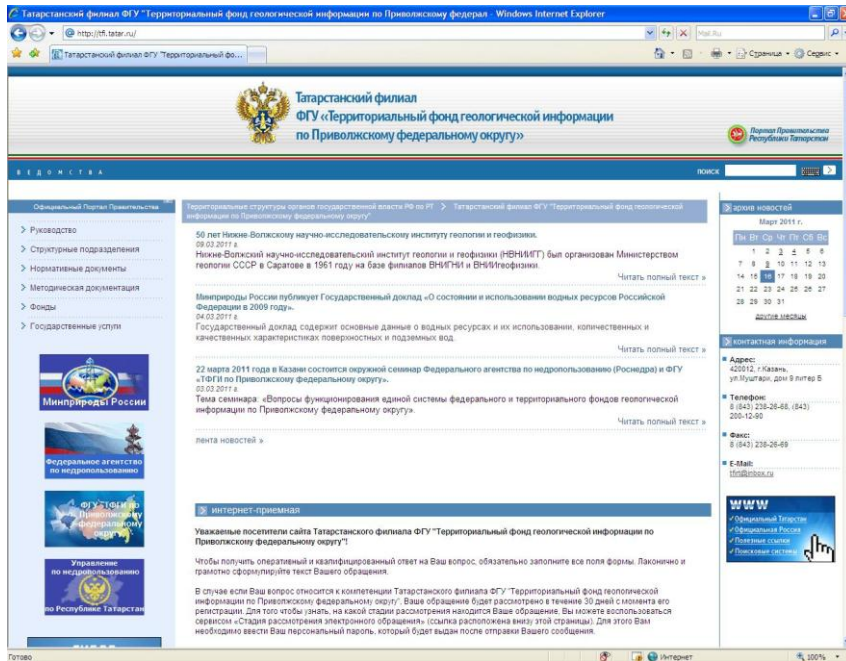 Татарстанский филиал ФГУ "Территориальный фонд геологической информации по Приволжскому федерал - Windows Internet Explorer
http://tfi.tatar.ru/
Mail.Ru
Татарстанский филиал ФГУ "Территориальный фо...
Страница
Сервис
Татарстанский филиал
ФГУ «Территориальный фонд геологической информации
по Приволжскому федеральному округу»
Портал Правительства
Республики Татарстан
ВЕДОМСТВА
поиск
Официальный Портал Правительства
Руководство
Структурные подразделения
Нормативные документы
Методическая документация
Фонды
Государственные услуги
Минприроды России
Федеральное агентство
по недропользованию
ФГУ "ТФГИ по
Приволжскому
федеральному
округу"
Управление
по недропользованию
по Республике Татарстан
Территориальные структуры органов государственной власти РФ по РТ > Татарстанский филиал ФГУ "Территориальный фонд геологической
информации по Приволжскому федеральному округу"
50 лет Нижне-Волжскому научно-исследовательскому институту геологии и геофизики.
09.03.2011 г.
Нижне-Волжский научно-исследовательский институт геологии и геофизики (НВНИИГГ) был организован Министерством
геологии СССР в Саратове в 1961 году на базе филиалов ВНИГНИ и ВНИИгеофизики.
Читать полный текст »
Минприроды России публикует Государственный доклад «О состоянии и использовании водных ресурсов Российской
Федерации в 2009 году».
04.03.2011 г.
Государственный доклад содержит основные данные о водных ресурсах и их использовании, количественных и
качественных характеристиках поверхностных и подземных вод.
Читать полный текст »
22 марта 2011 года в Казани состоится окружной семинар Федерального агентства по недропользованию (Роснедра) и ФГУ
«ТФГИ по Приволжскому федеральному округу».
03.03.2011 г.
Тема семинара: «Вопросы функционирования единой системы федерального и территориального фондов геологической
информации по Приволжскому федеральному округу».
Читать полный текст »
лента новостей »
интернет-приемная
Уважаемые посетители сайта Татарстанского филиала ФГУ "Территориальный фонд геологической информации по
Приволжскому федеральному округу"!
Чтобы получить оперативный и квалифицированный ответ на Ваш вопрос, обязательно заполните все поля формы. Лаконично и
грамотно сформулируйте текст Вашего обращения.
В случае если Ваш вопрос относится к компетенции Татарстанского филиала ФГУ "Территориальный фонд геологической
информации по Приволжскому федеральному округу". Ваше обращение будет рассмотрено в течение 30 дней с момента его
регистрации. Для того чтобы узнать, на какой стадии рассмотрения находится Ваше обращение, Вы можете воспользоваться
сервисом «Стадия рассмотрения электронного обращения» (ссылка расположена внизу этой страницы). Для этого Вам
необходимо ввести Ваш персональный пароль, который будет выдан после отправки Вашего сообщения.
архив новостей
Март 2011 г.
Пн Вт Ср Чт Пт Сб Вс
1 2 3 4 5 6
7 8 9 10 11 12 13
14 15 16 17 18 19 20
21 22 23 24 25 26 27
28 29 30 31
другие месяцы
контактная информация
Адрес:
420012, г.Казань,
ул.Муштари, дом 9 литер Б
Телефон:
8 (843) 238-26-68, (843)
200-12-90
Факс:
8 (843) 238-26-69
E-Mail:
tfirt@inbox.ru
WWW
Официальный Татарстан
Официальная Россия
Полезные ссылки
Поисковые системы
Готово
Интернет
100%